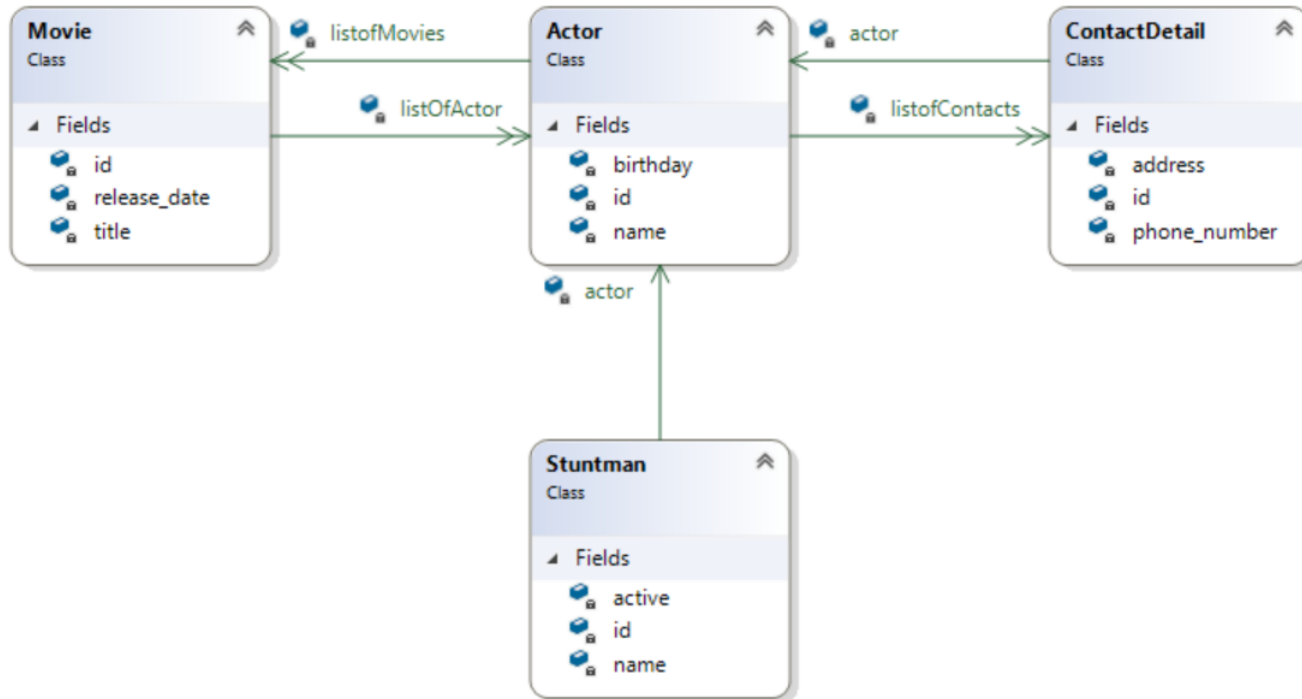 Movie
Class
Fields
id
release_date
title
listofMovies
listOfActor
Actor
Class
Fields
birthday
id
name
actor
listofContacts
ContactDetail
Class
Fields
address
id
phone_number
actor
Stuntman
Class
Fields
active
id
name